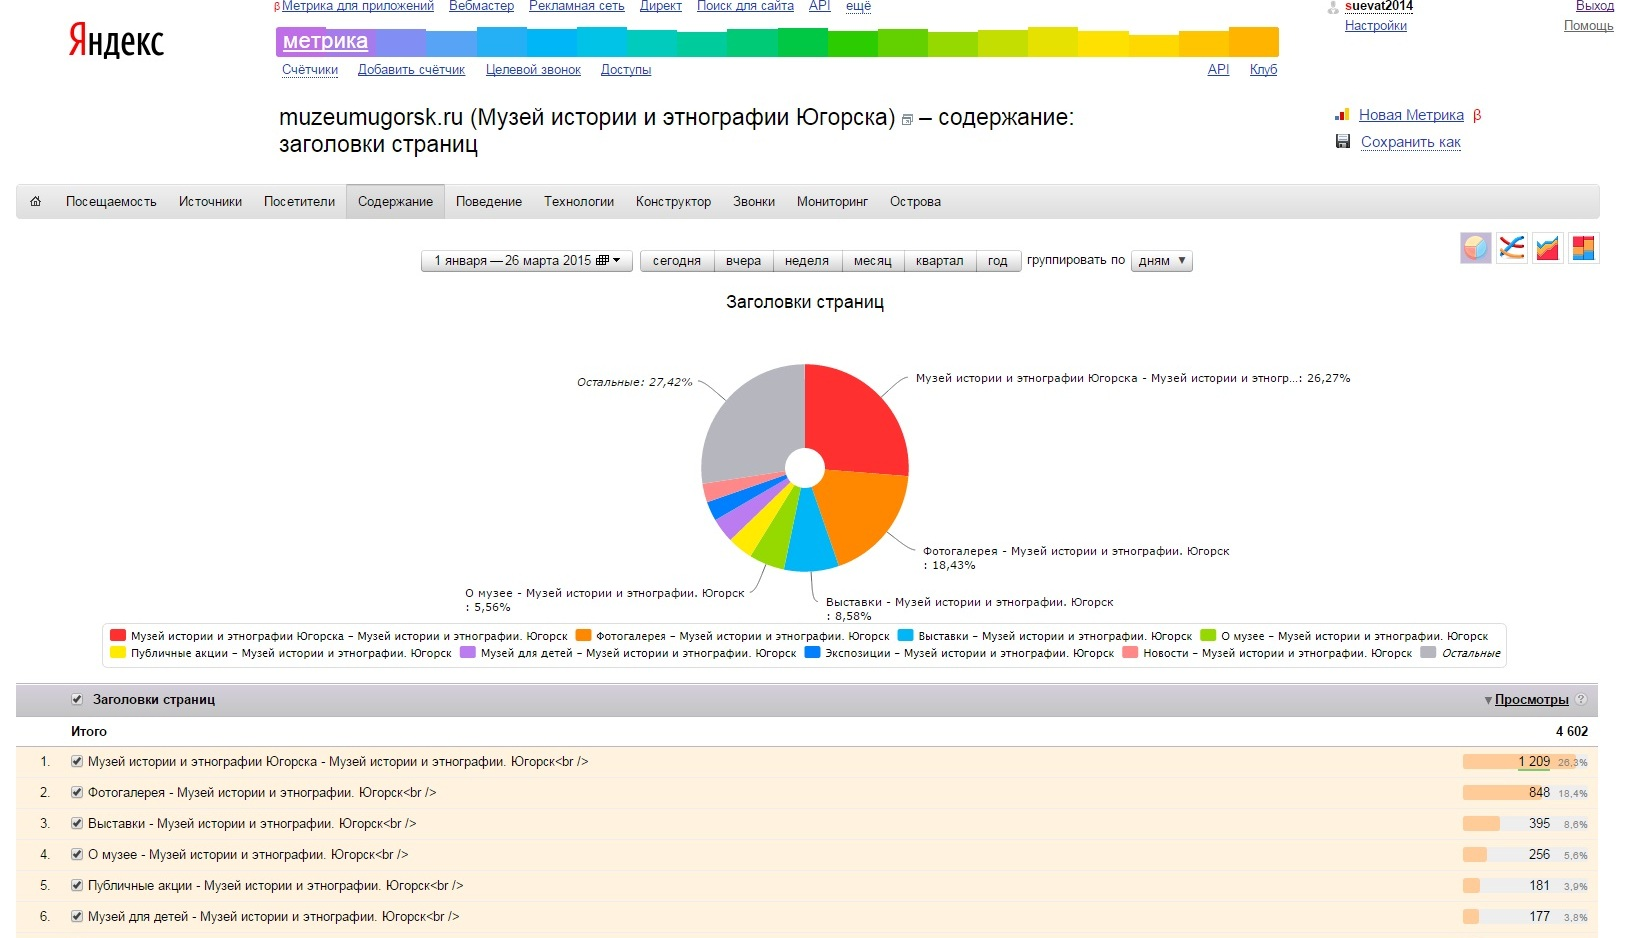 β Метрика для приложений Вебмастер Рекламная сеть Директ Поиск для сайта API ещё suevat2014 Выход
Настройки Помощь
Яндекс метрика
Счётчики Добавить счётчик Целевой звонок Доступы API Клуб
muzeumugorsk.ru (Музей истории и этнографии Югорска) – содержание:
заголовки страниц
Новая Метрика β
Сохранить как
Посещаемость Источники Посетители Содержание Поведение Технологии Конструктор Звонки Мониторинг Острова
1 января — 26 марта 2015 сегодня вчера неделя месяц квартал год группировать по дням
Заголовки страниц
Остальные: 27,42%
Музей истории и этнографии Югорска - Музей истории и этногр...: 26,27%
Фотогалерея - Музей истории и этнографии. Югорск
: 18,43%
О музее - Музей истории и этнографии. Югорск
: 5,56%
Выставки - Музей истории и этнографии. Югорск
: 8,58%
Музей истории и этнографии Югорска – Музей истории и этнографии. Югорск Фотогалерея – Музей истории и этнографии. Югорск Выставки – Музей истории и этнографии. Югорск О музее – Музей истории и этнографии. Югорск
Публичные акции – Музей истории и этнографии. Югорск Музей для детей – Музей истории и этнографии. Югорск Экспозиции – Музей истории и этнографии. Югорск Новости – Музей истории и этнографии. Югорск Остальные
Заголовки страниц ▼ Просмотры ?
Итого 4 602
1. Музей истории и этнографии Югорска - Музей истории и этнографии. Югорск<br /> 1 209 26,3%
2. Фотогалерея - Музей истории и этнографии. Югорск<br /> 848 18,4%
3. Выставки - Музей истории и этнографии. Югорск<br /> 395 8,6%
4. О музее - Музей истории и этнографии. Югорск<br /> 256 5,6%
5. Публичные акции - Музей истории и этнографии. Югорск<br /> 181 3,9%
6. Музей для детей - Музей истории и этнографии. Югорск<br /> 177 3,8%